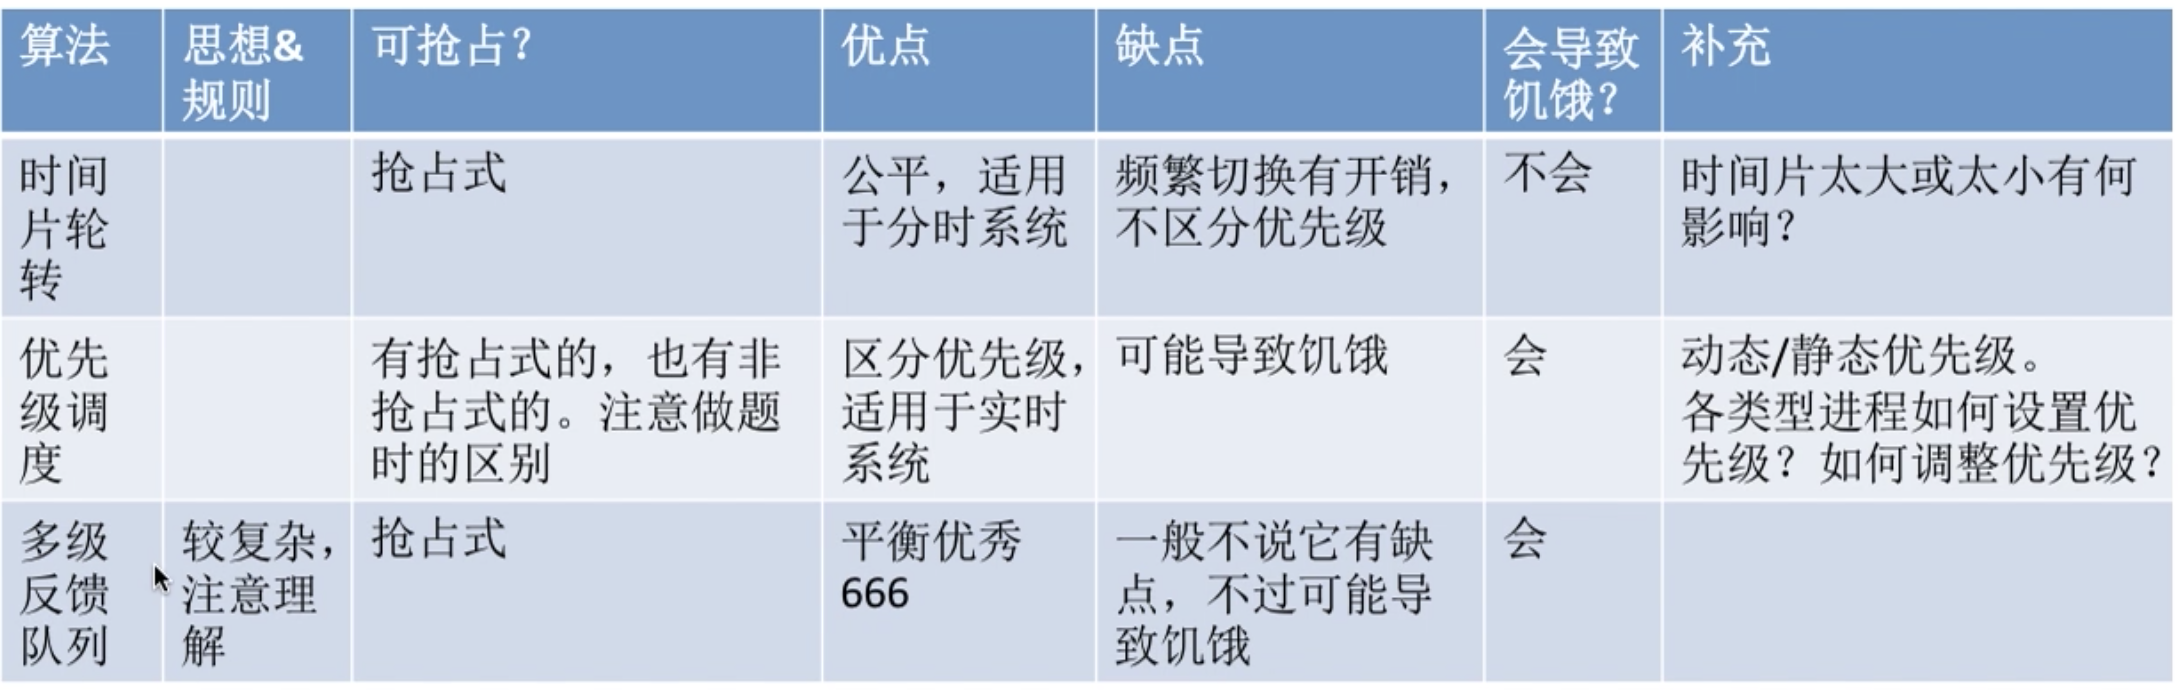 算法
思想&
规则
可抢占？
优点
缺点
会导致
饥饿？
补充
时间
片轮
转
抢占式
公平，适用
于分时系统
频繁切换有开销，
不区分优先级
不会
时间片太大或太小有何
影响？
优先
级调
度
有抢占式的，也有非
抢占式的。注意做题
时的区别
区分优先级，
适用于实时
系统
可能导致饥饿
会
动态/静态优先级。
各类型进程如何设置优
先级？如何调整优先级？
多级
反馈
队列
较复杂，
注意理
解
抢占式
平衡优秀
666
一般不说它有缺
点，不过可能导
致饥饿
会